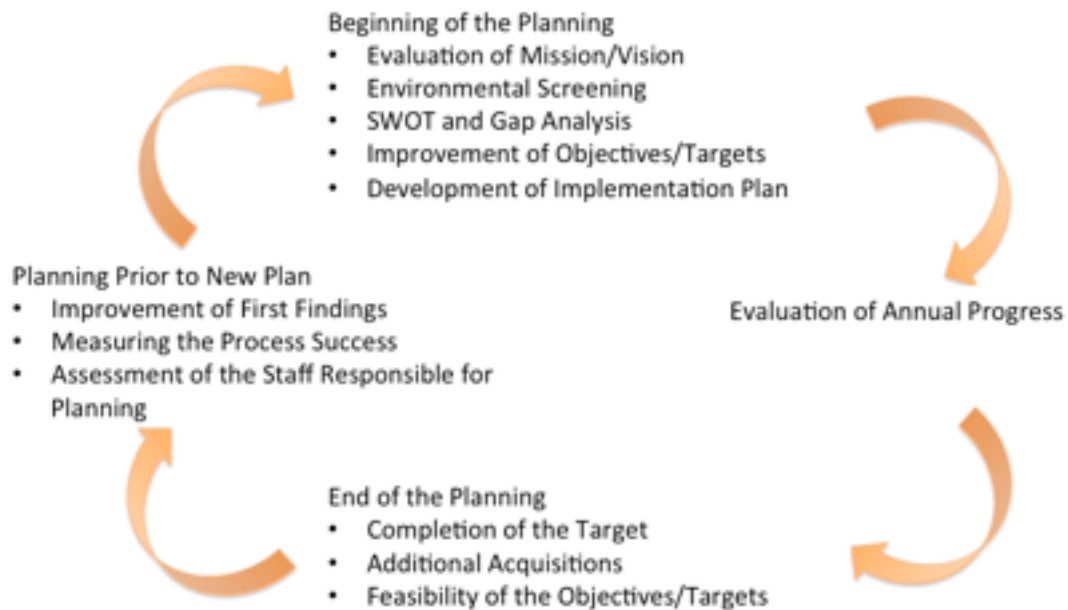 Beginning of the Planning
• Evaluation of Mission/Vision
• Environmental Screening
• SWOT and Gap Analysis
• Improvement of Objectives/Targets
• Development of Implementation Plan
Evaluation of Annual Progress
End of the Planning
• Completion of the Target
• Additional Acquisitions
• Feasibility of the Objectives/Targets
Planning Prior to New Plan
• Improvement of First Findings
• Measuring the Process Success
• Assessment of the Staff Responsible for
Planning